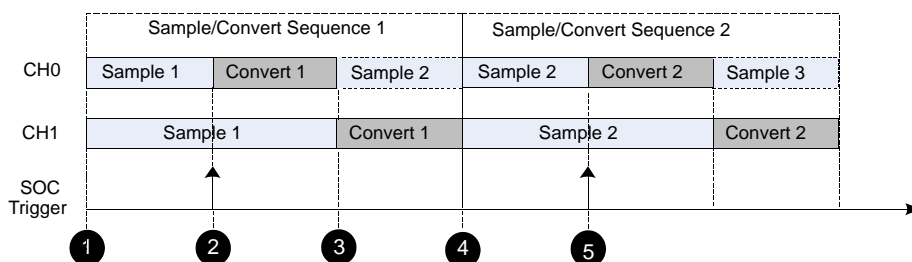 Sample/Convert Sequence 1
Sample/Convert Sequence 2
CH0
Sample 1
Convert 1
Sample 2
Sample 2
Convert 2
Sample 3
CH1
Sample 1
Convert 1
Sample 2
Convert 2
SOC
Trigger
1
2
3
4
5